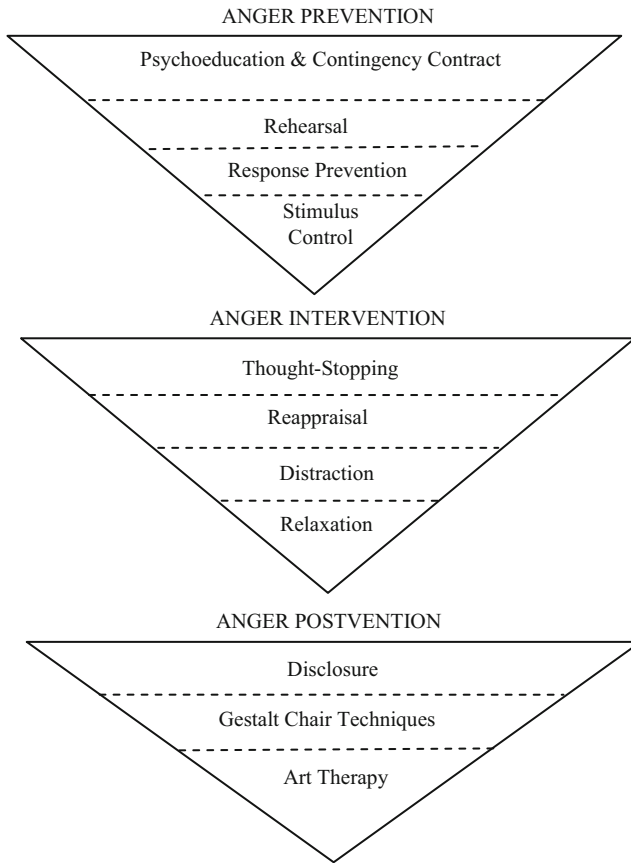 ANGER PREVENTION
Psychoeducation & Contingency Contract
Rehearsal
Response Prevention
Stimulus
Control
ANGER INTERVENTION
Thought-Stopping
Reappraisal
Distraction
Relaxation
ANGER POSTVENTION
Disclosure
Gestalt Chair Techniques
Art Therapy